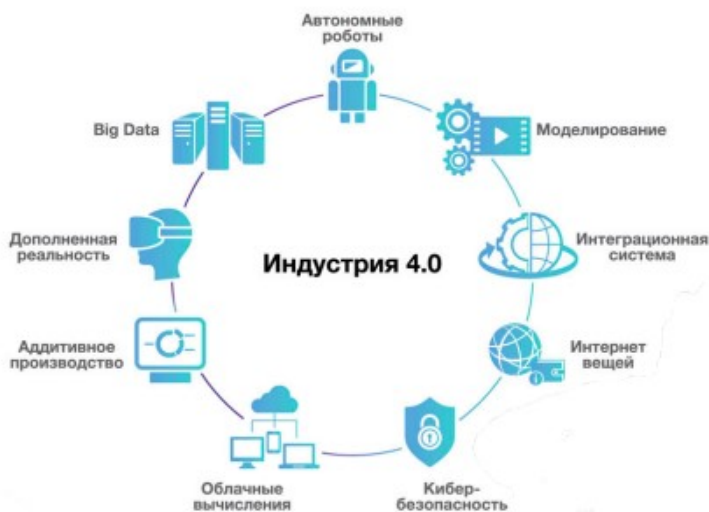 Автономные
роботы
Big Data
Моделирование
Дополненная
реальность
Индустрия 4.0
Интеграционная
система
Аддитивное
производство
Интернет
вещей
Облачные
вычисления
Кибер-
безопасность